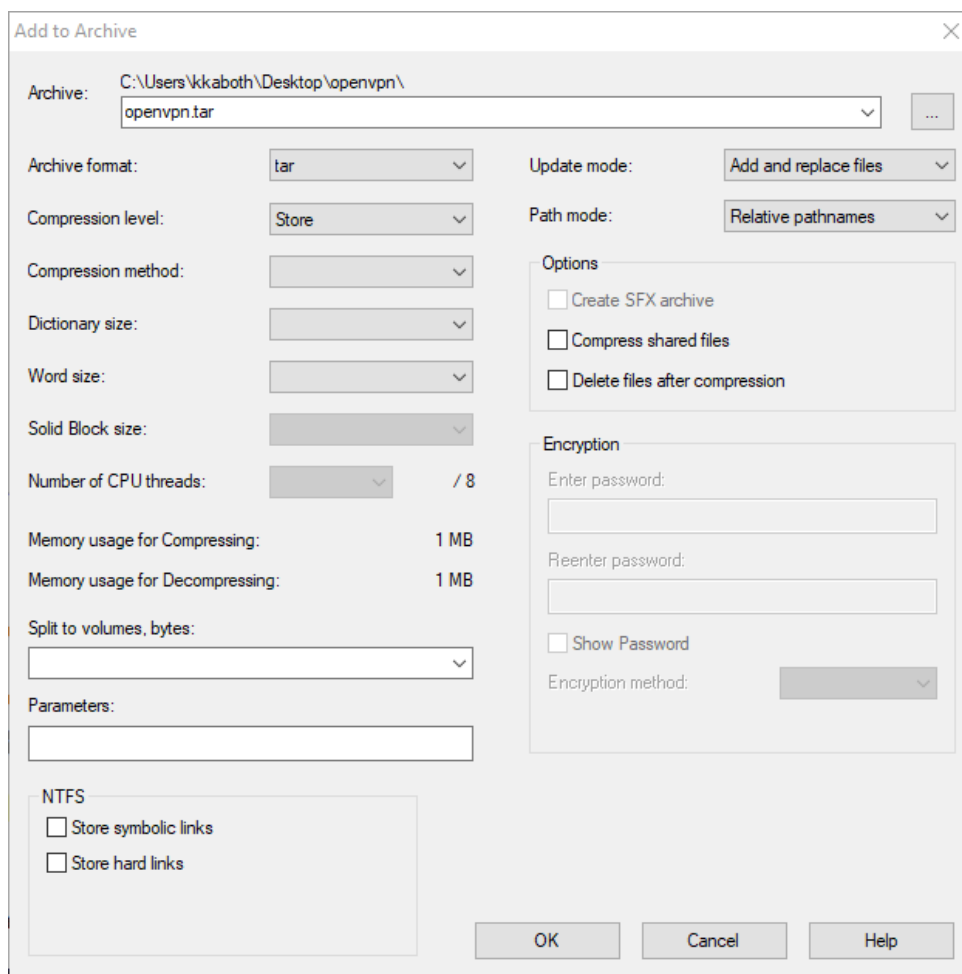 Add to Archive
Archive:
C:\Users\kkaboth\Desktop\openvpn\
openvpn.tar
...
Archive format:
tar
Compression level:
Store
Compression method:
Dictionary size:
Word size:
Solid Block size:
Number of CPU threads:
/ 8
Memory usage for Compressing:
1 MB
Memory usage for Decompressing:
1 MB
Split to volumes, bytes:
Parameters:
NTFS
Store symbolic links
Store hard links
Update mode:
Add and replace files
Path mode:
Relative pathnames
Options
Create SFX archive
Compress shared files
Delete files after compression
Encryption
Enter password:
Reenter password:
Show Password
Encryption method:
OK
Cancel
Help